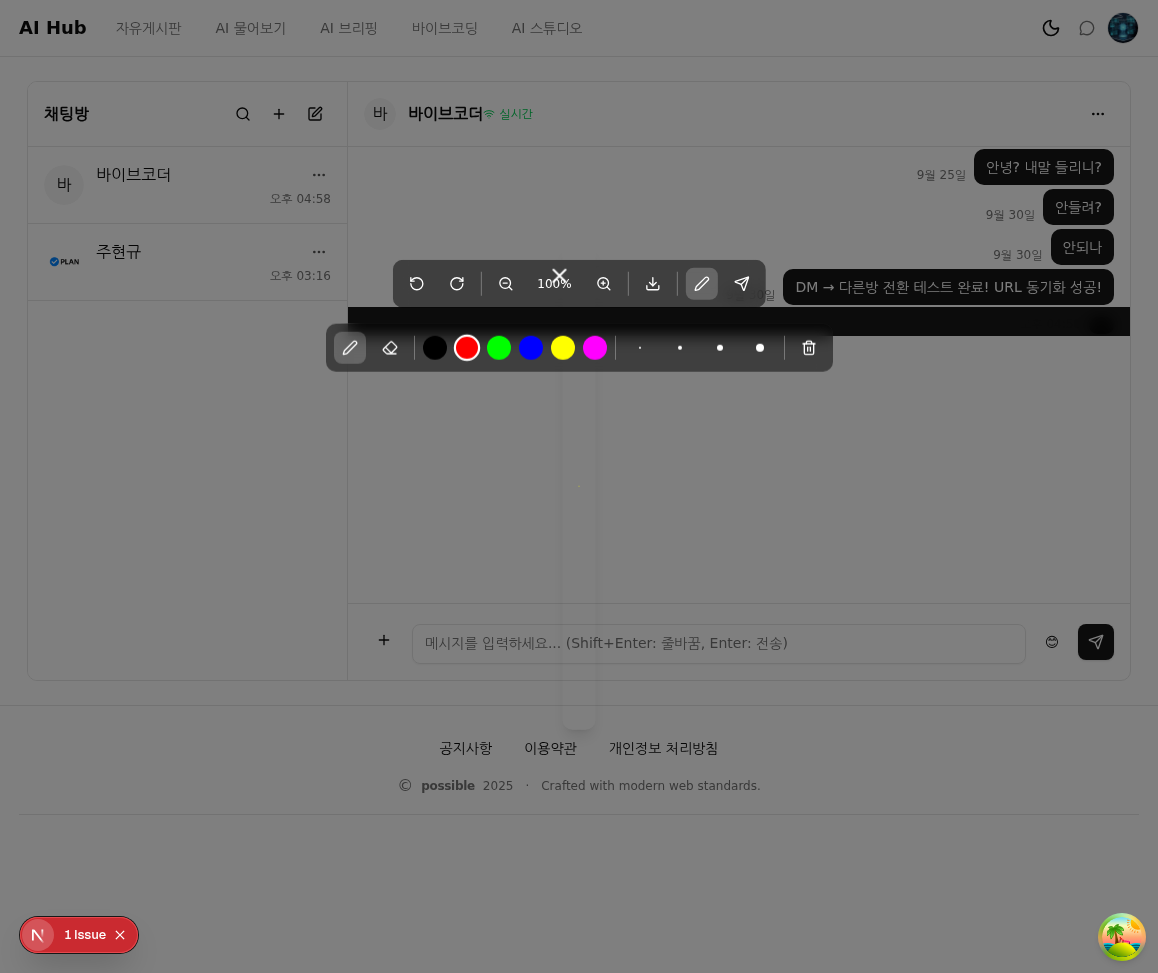 AI Hub 자유게시판 AI 물어보기 AI 브리핑 바이브코딩 AI 스튜디오
채팅방
바 바이브코더 실시간
바 바이브코더
오후 04:58
PLAN 주현규
오후 03:16
9월 25일 안녕? 내말 들리니?
9월 30일 안들려?
9월 30일 안되나
DM → 다른방 전환 테스트 완료! URL 동기화 성공!
100%
메시지를 입력하세요... (Shift+Enter: 줄바꿈, Enter: 전송)
공지사항 이용약관 개인정보 처리방침
© possible 2025 · Crafted with modern web standards.
N 1 Issue